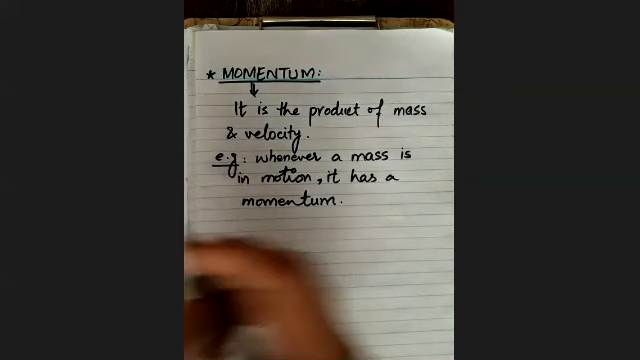 * MOMENTUM:
It is the product of mass
& velocity.
e.g: whenever a mass is
in motion, it has a
momentum.